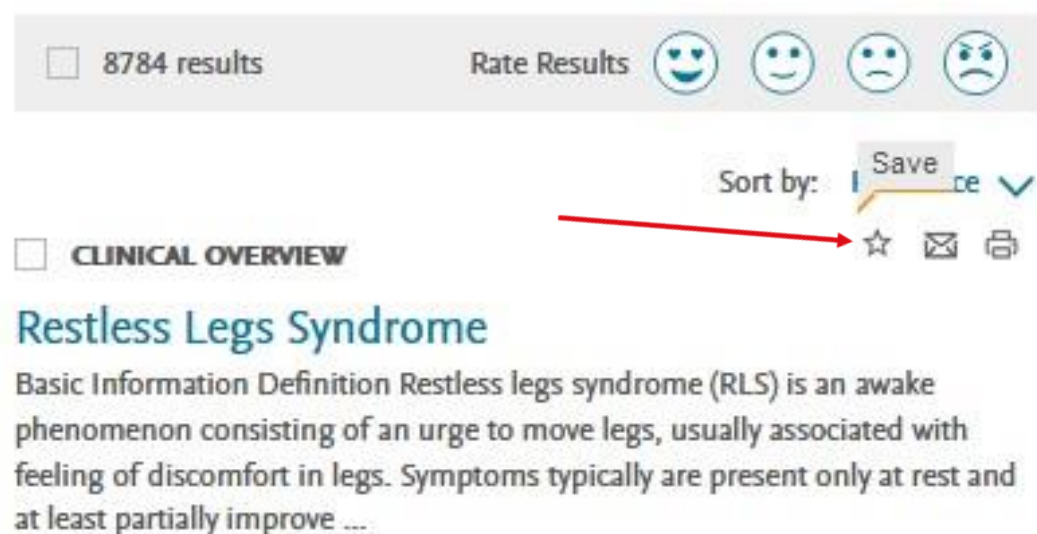 8784 results Rate Results
Save
Sort by:
CLINICAL OVERVIEW
Restless Legs Syndrome
Basic Information Definition Restless legs syndrome (RLS) is an awake
phenomenon consisting of an urge to move legs, usually associated with
feeling of discomfort in legs. Symptoms typically are present only at rest and
at least partially improve ...